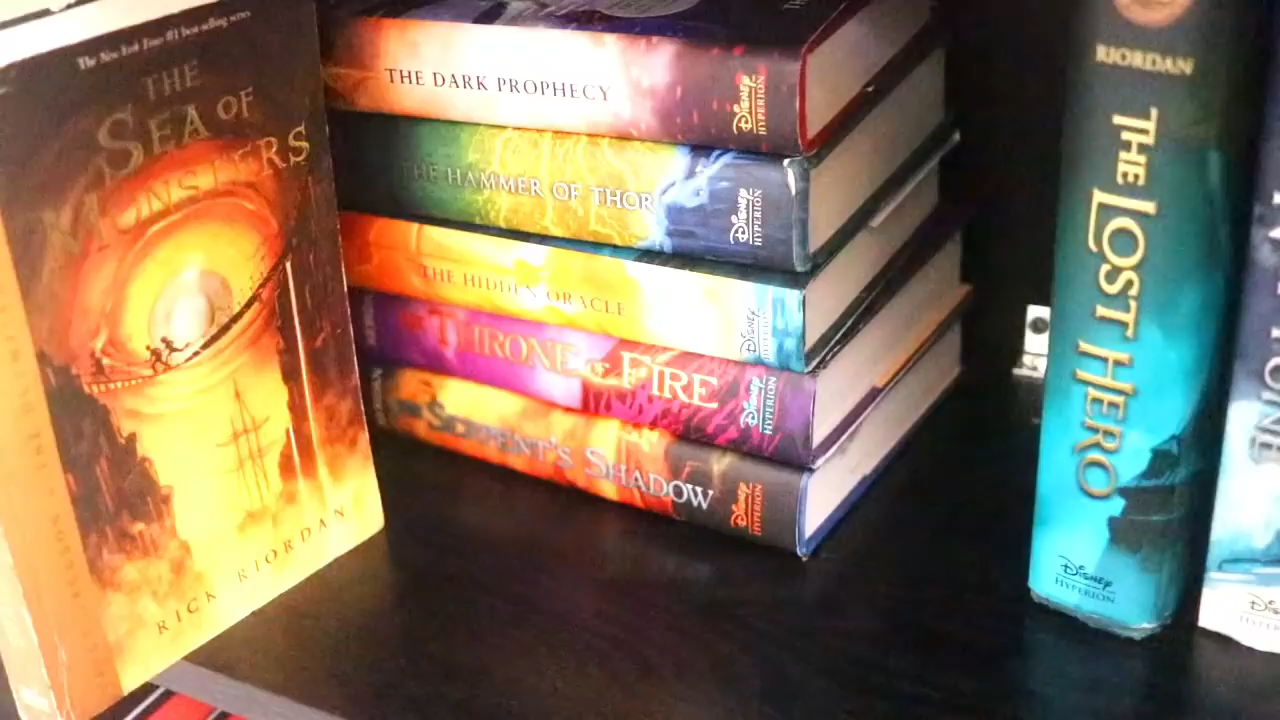 The New York Times #1 best-selling series
THE
SEA OF
MONSTERS
RICK RIORDAN
THE DARK PROPHECY
DISNEY
HYPERION
THE HAMMER OF THOR
DISNEY
HYPERION
THE HIDDEN ORACLE
DISNEY
THRONE OF FIRE
DISNEY
HYPERION
SERPENT'S SHADOW
DISNEY
HYPERION
RIORDAN
THE LOST HERO
DISNEY
HYPERION